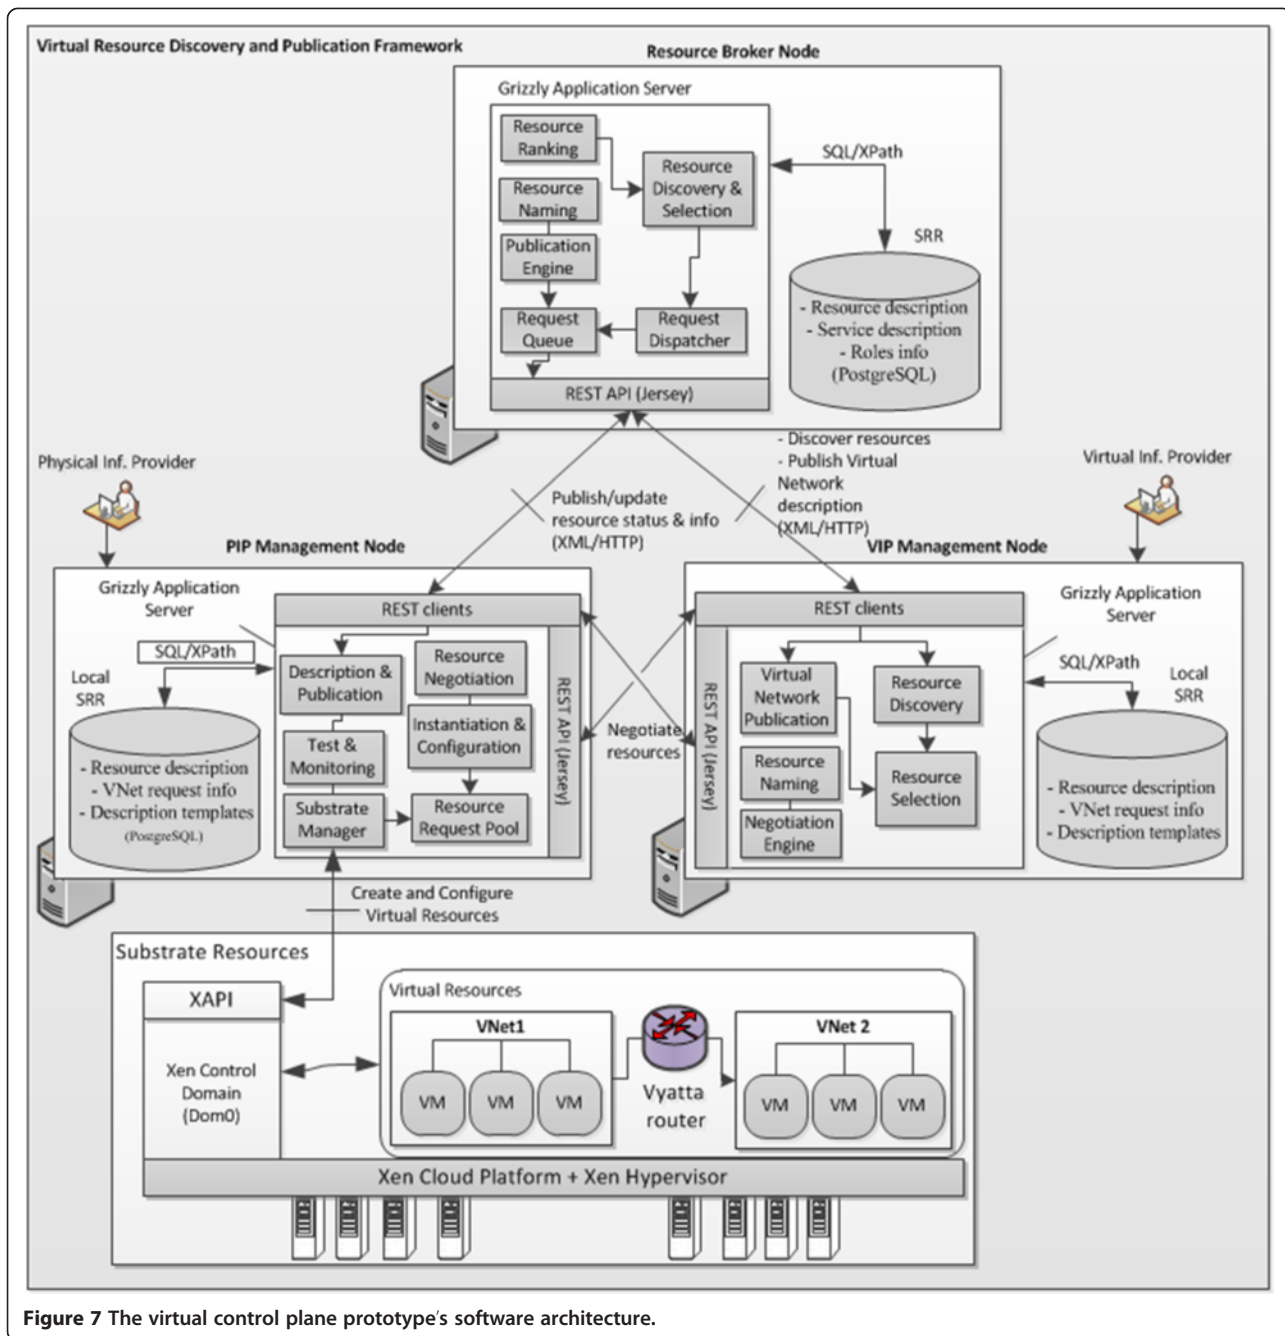 Virtual Resource Discovery and Publication Framework
Resource Broker Node
Grizzly Application Server
Resource
Ranking
Resource
Discovery &
Selection
SQL/XPath
Resource
Naming
Publication
Engine
SRR
Request
Queue
Request
Dispatcher
- Resource description
- Service description
- Roles info
(PostgreSQL)
REST API (Jersey)
Physical Inf. Provider
Publish/update
resource status & info
(XML/HTTP)
- Discover resources
- Publish Virtual
Network
description
(XML/HTTP)
Virtual Inf. Provider
PIP Management Node
Grizzly Application
Server
REST clients
SQL/XPath
Local
SRR
Description &
Publication
Resource
Negotiation
Instantiation &
Configuration
Test &
Monitoring
Substrate
Manager
Resource
Request Pool
REST API (Jersey)
- Resource description
- VNet request info
- Description templates
(PostgreSQL)
Negotiate
resources
VIP Management Node
REST clients
Grizzly Application
Server
REST API (Jersey)
Virtual
Network
Publication
Resource
Discovery
Resource
Naming
Negotiation
Engine
Resource
Selection
SQL/XPath
Local
SRR
- Resource description
- VNet request info
- Description templates
Create and Configure
Virtual Resources
Substrate Resources
XAPI
Xen Control
Domain
(Dom0)
Virtual Resources
VNet1
VM
VM
VM
Vyatta
router
VNet 2
VM
VM
VM
Xen Cloud Platform + Xen Hypervisor
Figure 7 The virtual control plane prototype's software architecture.